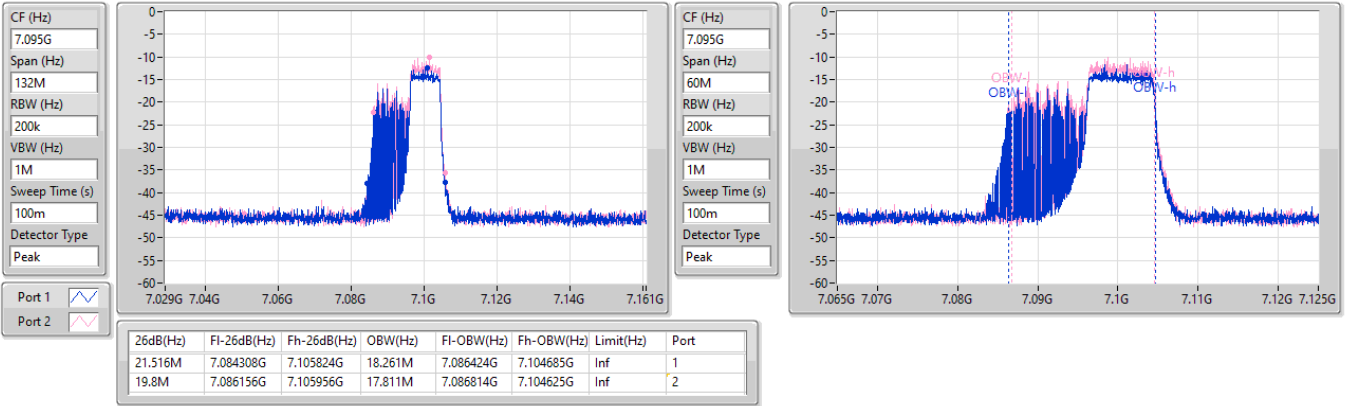 CF (Hz)
7.095G
Span (Hz)
132M
RBW (Hz)
200k
VBW (Hz)
1M
Sweep Time (s)
100m
Detector Type
Peak
Port 1
Port 2
0
-5
-10
-15
-20
-25
-30
-35
-40
-45
-50
-55
-60
7.029G 7.04G 7.06G 7.08G 7.1G 7.12G 7.14G 7.161G
CF (Hz)
7.095G
Span (Hz)
60M
RBW (Hz)
200k
VBW (Hz)
1M
Sweep Time (s)
100m
Detector Type
Peak
0
-5
-10
-15
-20
-25
-30
-35
-40
-45
-50
-55
-60
OBW-l
OBW-l
OBW-h
OBW-h
7.065G 7.07G 7.08G 7.09G 7.1G 7.11G 7.12G 7.125G
26dB(Hz) Fl-26dB(Hz) Fh-26dB(Hz) OBW(Hz) Fl-OBW(Hz) Fh-OBW(Hz) Limit(Hz) Port
21.516M 7.084308G 7.105824G 18.261M 7.086424G 7.104685G Inf 1
19.8M 7.086156G 7.105956G 17.811M 7.086814G 7.104625G Inf 2